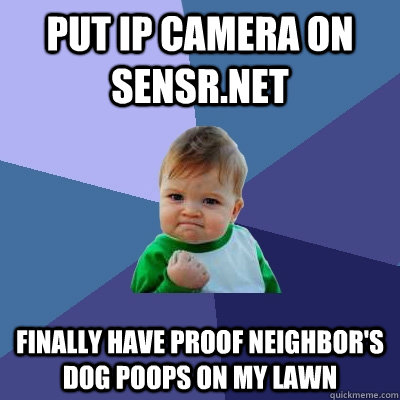 PUT IP CAMERA ON
SENSR.NET
FINALLY HAVE PROOF NEIGHBOR'S
DOG POOPS ON MY LAWN
quickmeme.com